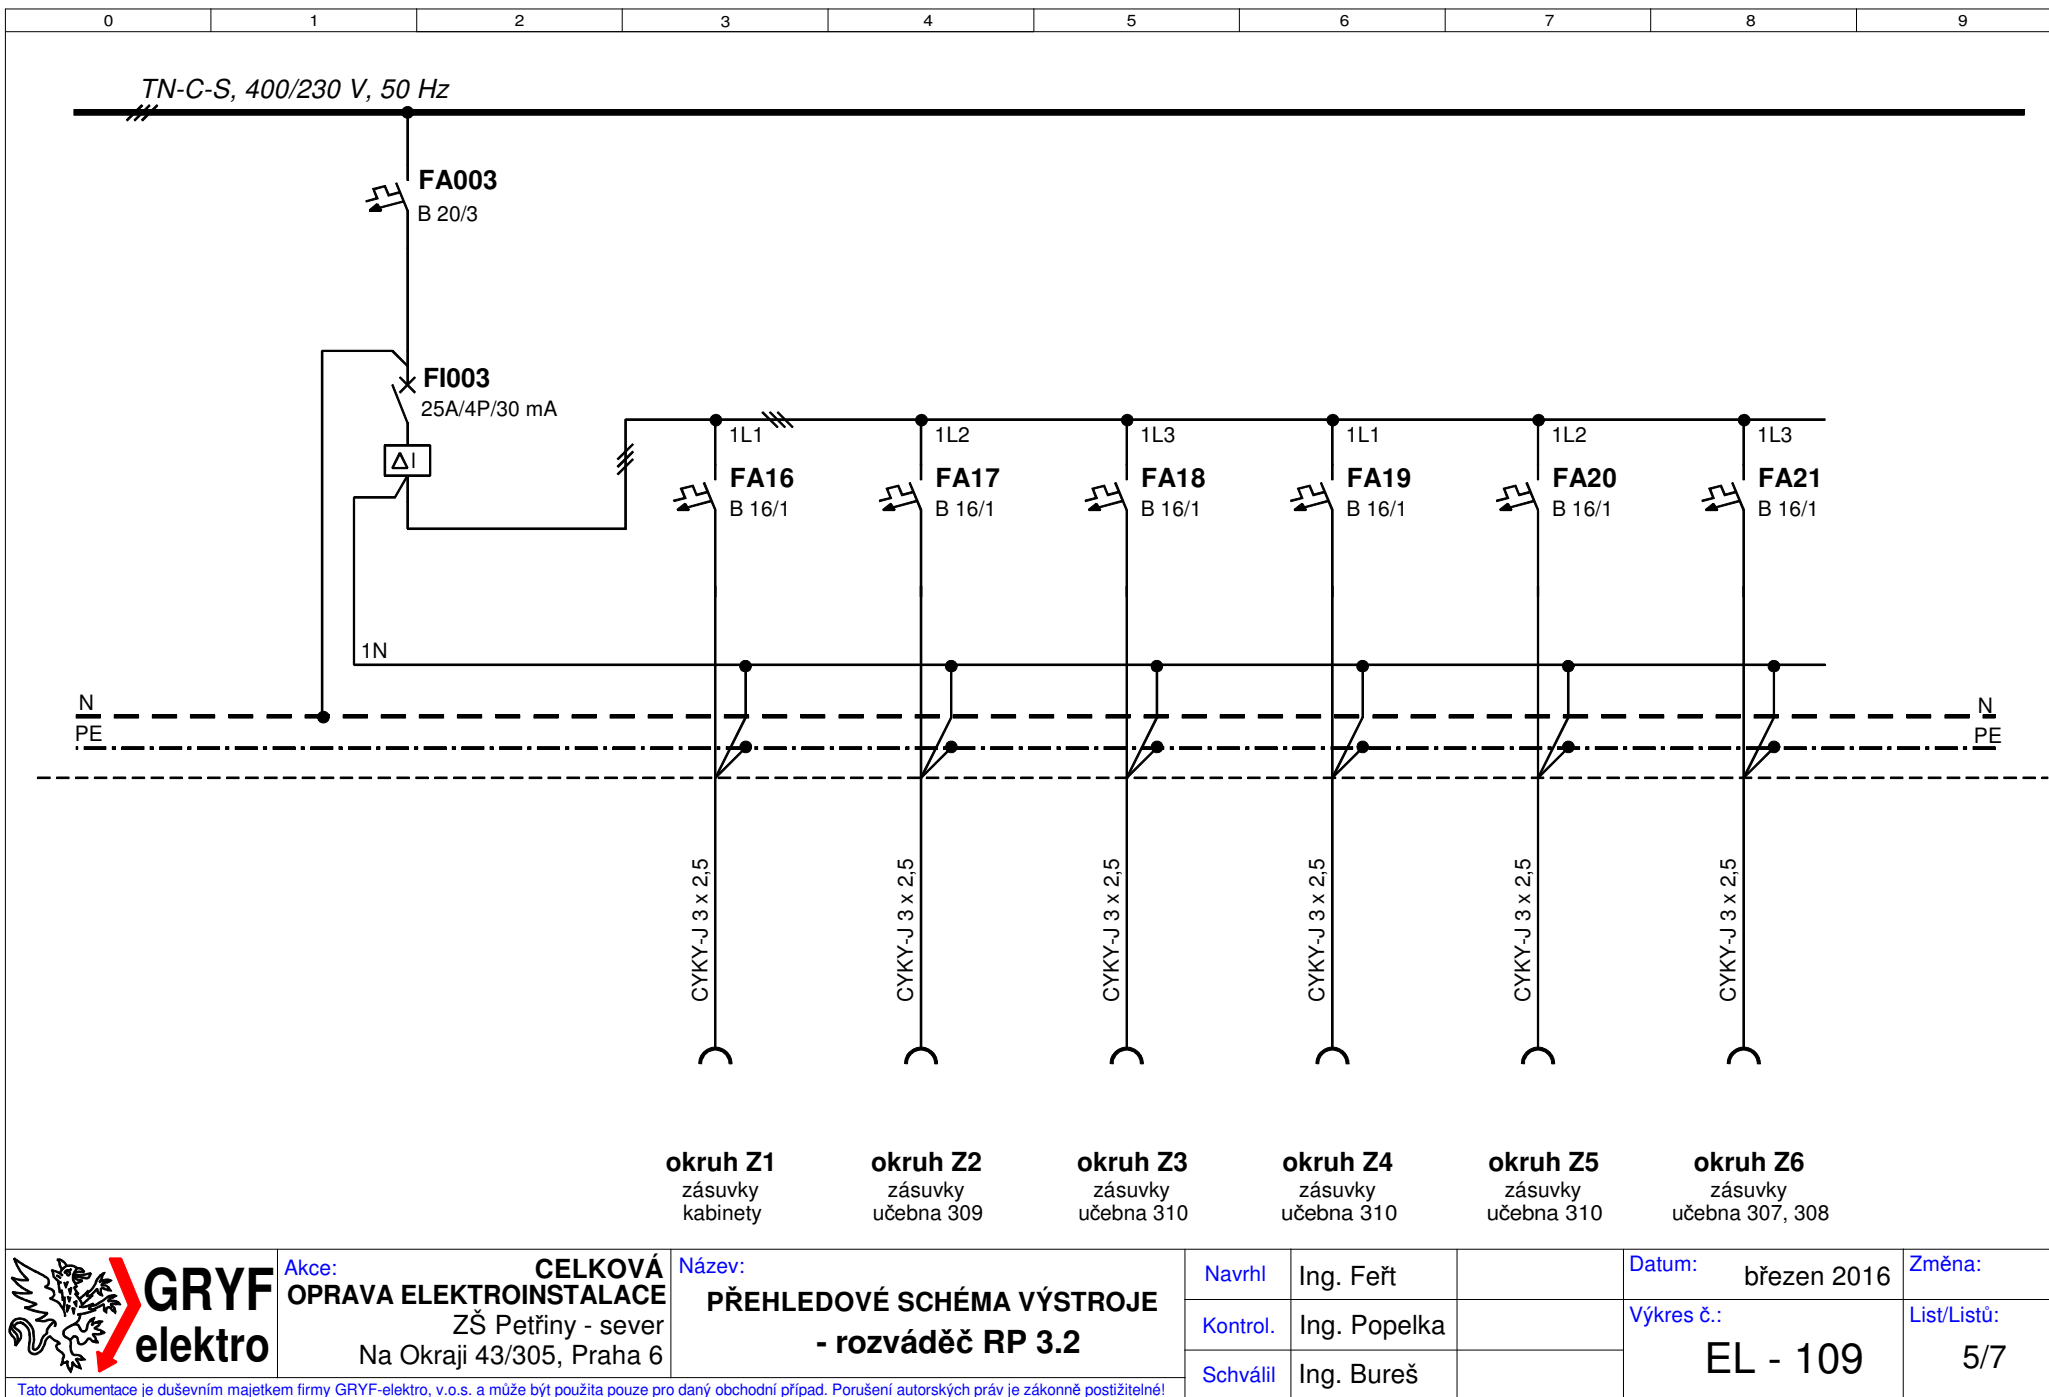 0 1 2 3 4 5 6 7 8 9
TN-C-S, 400/230 V, 50 Hz
FA003
B 20/3
FI003
25A/4P/30 mA
ΔI
1L1 1L2 1L3 1L1 1L2 1L3
FA16 FA17 FA18 FA19 FA20 FA21
B 16/1 B 16/1 B 16/1 B 16/1 B 16/1 B 16/1
1N
N N
PE PE
CYKY-J 3 x 2,5 CYKY-J 3 x 2,5 CYKY-J 3 x 2,5 CYKY-J 3 x 2,5 CYKY-J 3 x 2,5 CYKY-J 3 x 2,5
okruh Z1
zásuvky
kabinety
okruh Z2
zásuvky
učebna 309
okruh Z3
zásuvky
učebna 310
okruh Z4
zásuvky
učebna 310
okruh Z5
zásuvky
učebna 310
okruh Z6
zásuvky
učebna 307, 308
GRYF
elektro
Akce: CELKOVÁ
OPRAVA ELEKTROINSTALACE
ZŠ Petřiny - sever
Na Okraji 43/305, Praha 6
Název:
PŘEHLEDOVÉ SCHÉMA VÝSTROJE
- rozváděč RP 3.2
Navrhl Ing. Feřt
Kontrol. Ing. Popelka
Schválil Ing. Bureš
Datum: březen 2016
Změna:
Výkres č.:
EL - 109
List/Listů:
5/7
Tato dokumentace je duševním majetkem firmy GRYF-elektro, v.o.s. a může být použita pouze pro daný obchodní případ. Porušení autorských práv je zákonně postižitelné!